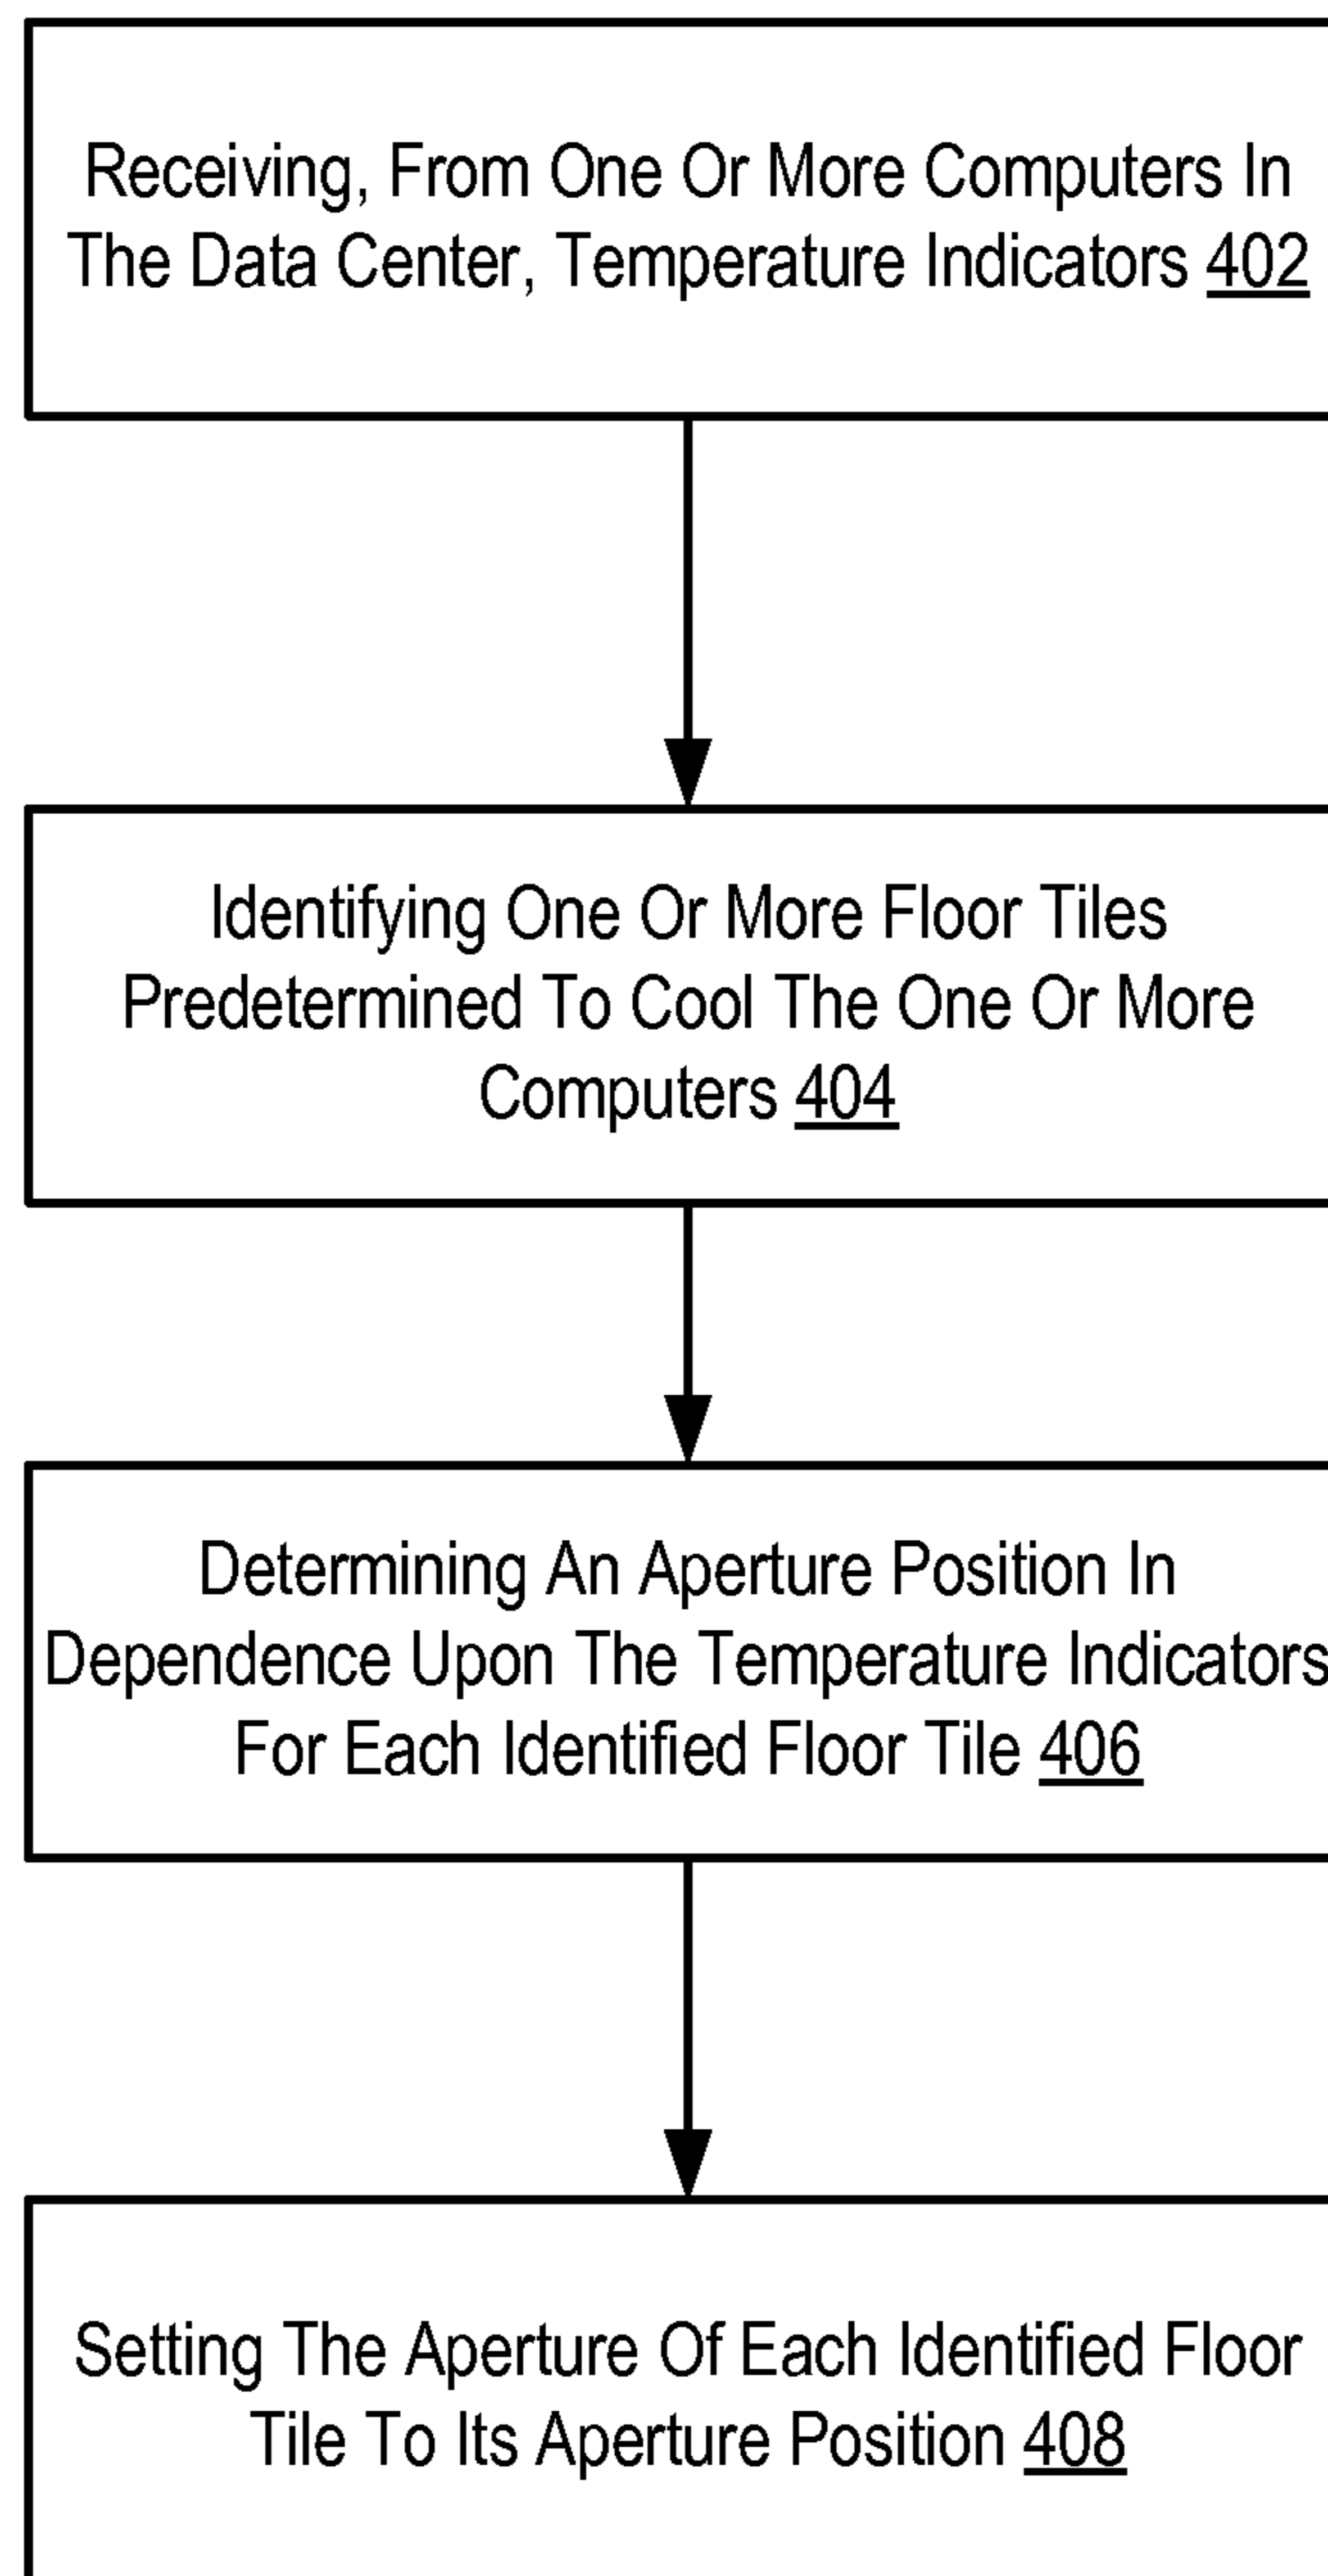 Receiving, From One Or More Computers In
The Data Center, Temperature Indicators 402
Identifying One Or More Floor Tiles
Predetermined To Cool The One Or More
Computers 404
Determining An Aperture Position In
Dependence Upon The Temperature Indicators
For Each Identified Floor Tile 406
Setting The Aperture Of Each Identified Floor
Tile To Its Aperture Position 408